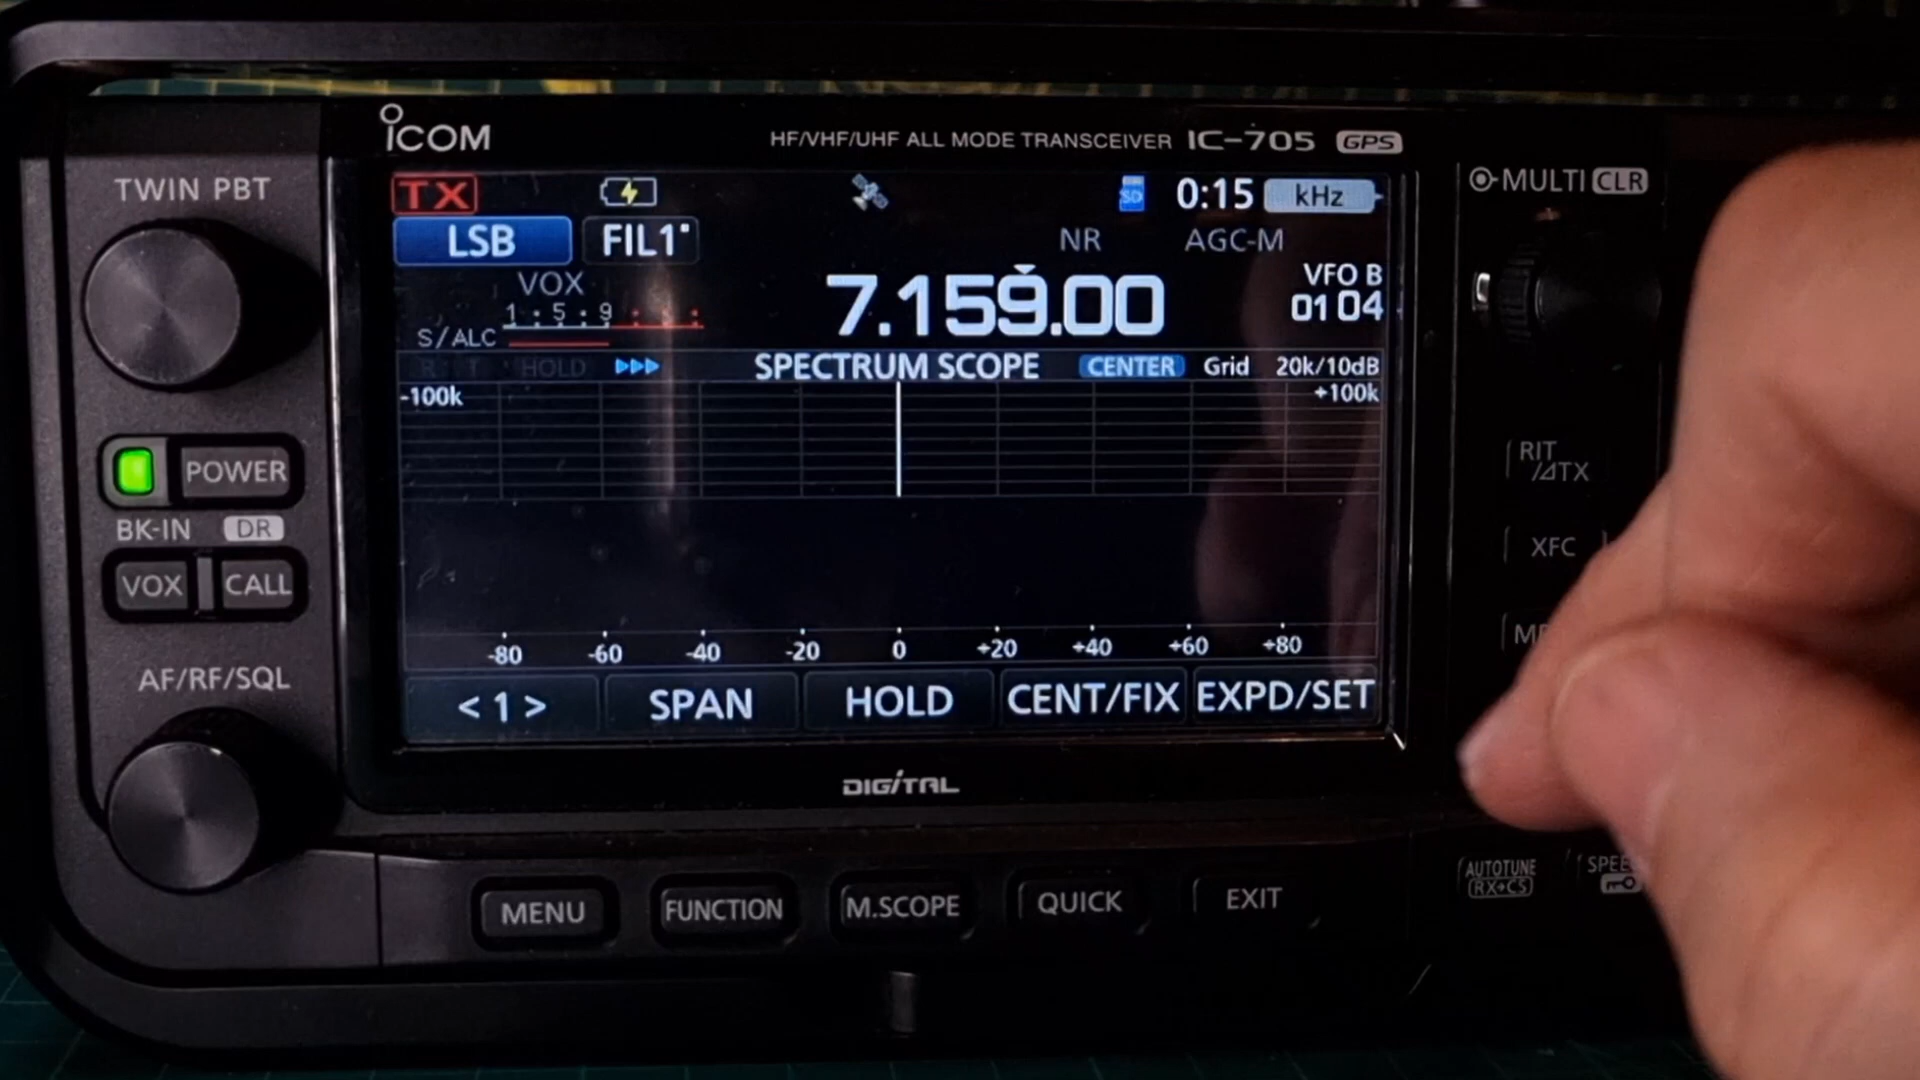 ICOM
HF/VHF/UHF ALL MODE TRANSCEIVER IC-705 GPS
TWIN PBT
MULTI CLR
TX SD 0:15 kHz
LSB FIL1
NR AGC-M
VOX
7.159.00
VFO B
01 04
1 5 9
S/ALC
HOLD SPECTRUM SCOPE CENTER Grid 20k/10dB
-100k +100k
POWER
BK-IN DR
VOX CALL
RIT
/⊿TX
XFC
-80 -60 -40 -20 0 +20 +40 +60 +80
< 1 > SPAN HOLD CENT/FIX EXPD/SET
AF/RF/SQL
DIGITAL
MENU FUNCTION M.SCOPE QUICK EXIT
AUTOTUNE
RX→CS